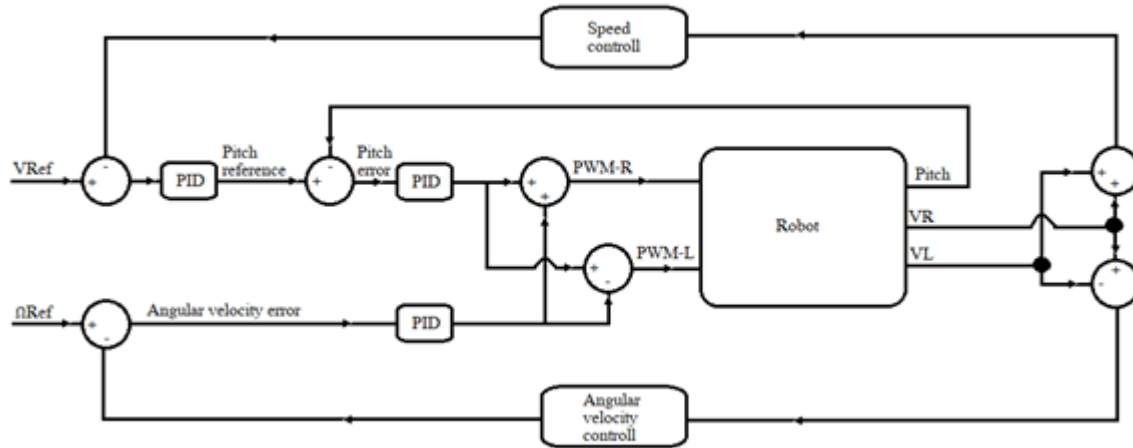 Speed
controll
VRef
+
-
PID
Pitch
reference
-
+
Pitch
error
PID
+
+
PWM-R
Robot
Pitch
VR
VL
+
+
+
-
PWM-L
+
-
ΩRef
+
-
Angular velocity error
PID
Angular
velocity
controll